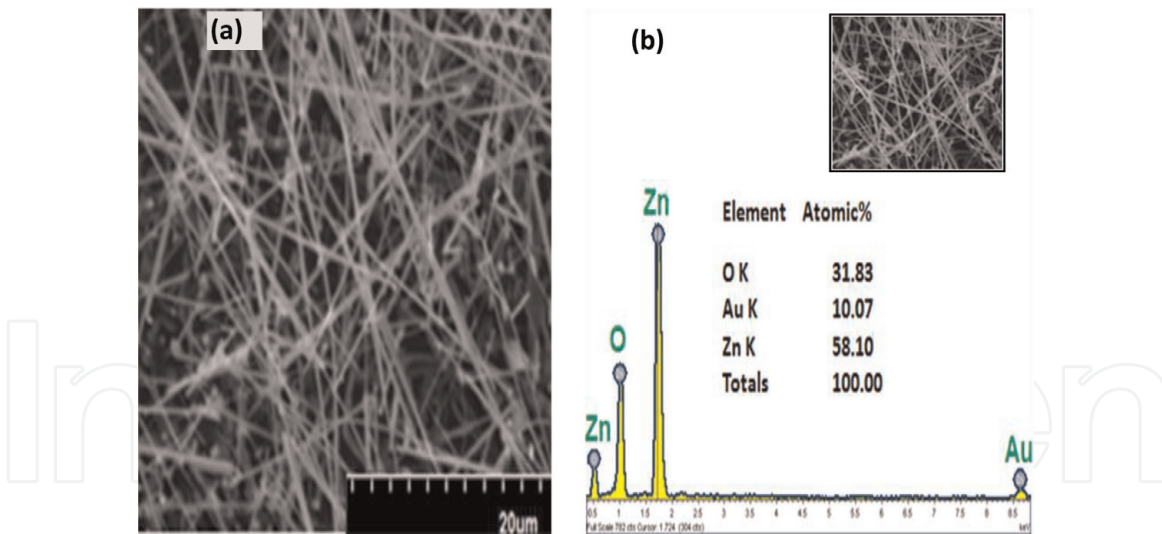 (a)
20um
(b)
Element Atomic%
O K 31.83
Au K 10.07
Zn K 58.10
Totals 100.00
Zn
O
Zn
Au
0.5 1 1.5 2 2.5 3 3.5 4 4.5 5 5.5 6 6.5 7 7.5 8 8.5
Full Scale 782 cts Cursor: 1.724 (304 cts) keV